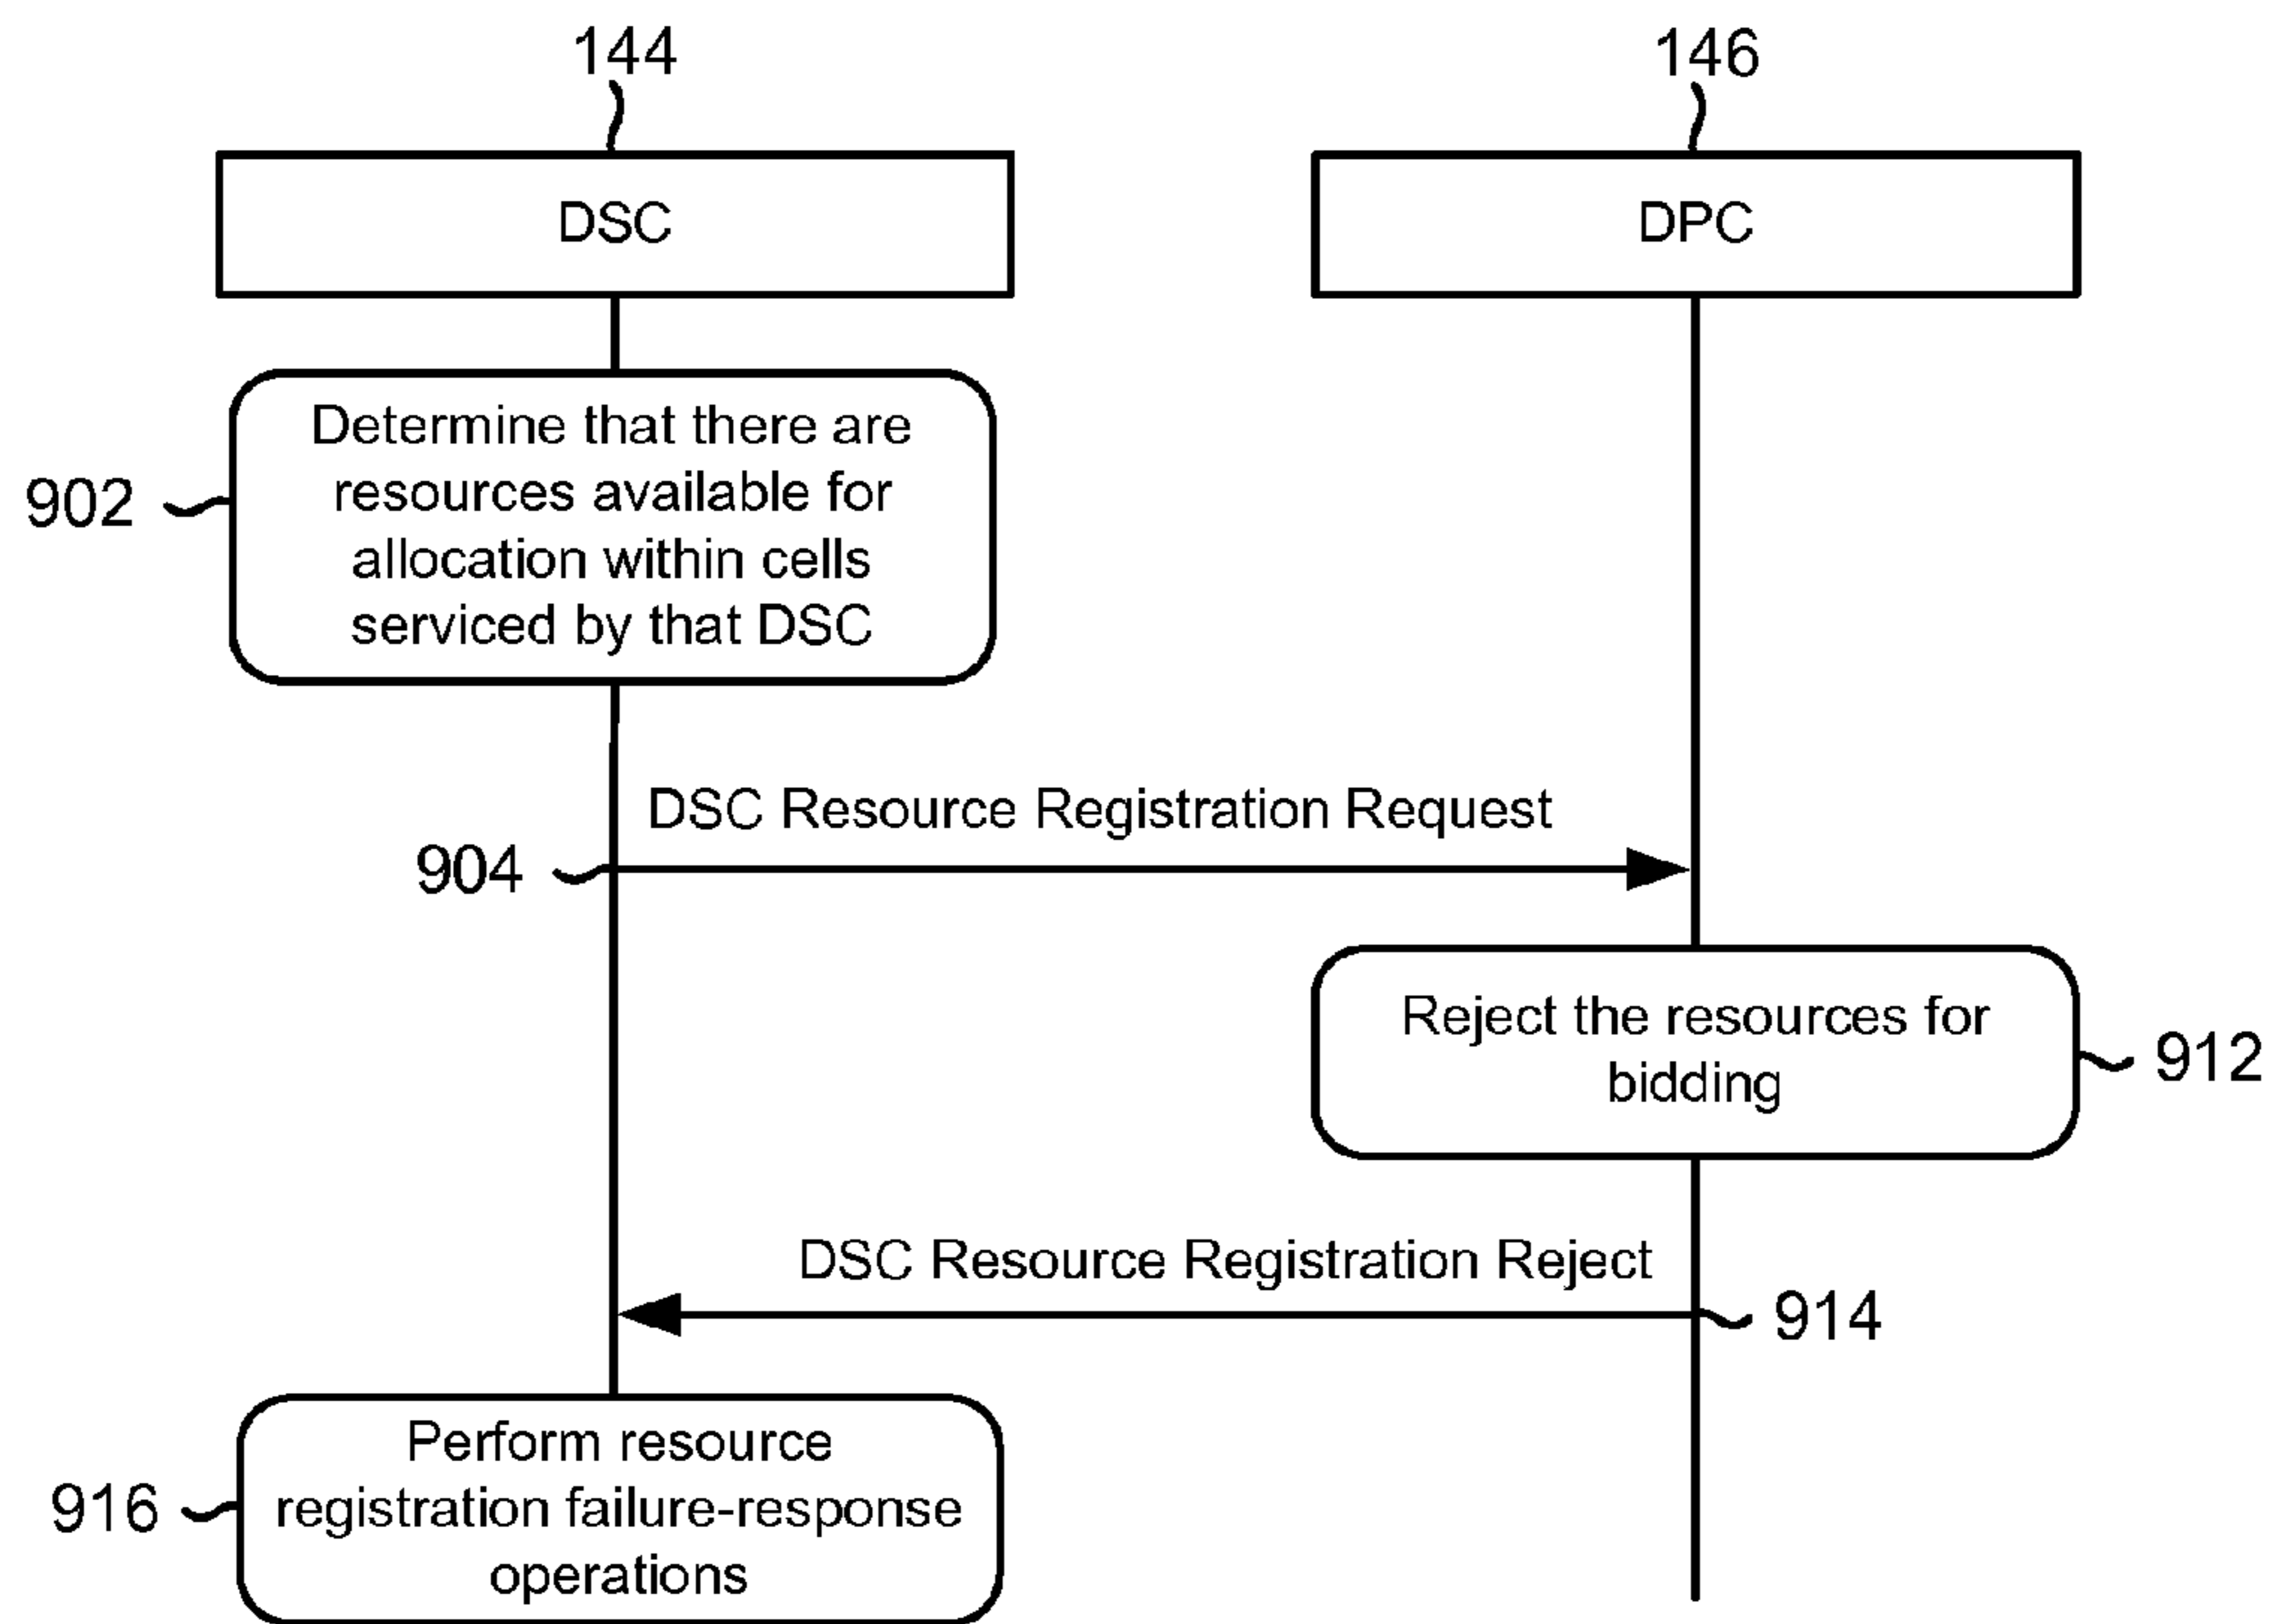 144
146
DSC
DPC
Determine that there are
resources available for
allocation within cells
serviced by that DSC
902
DSC Resource Registration Request
904
Reject the resources for
bidding
912
DSC Resource Registration Reject
914
Perform resource
registration failure-response
operations
916